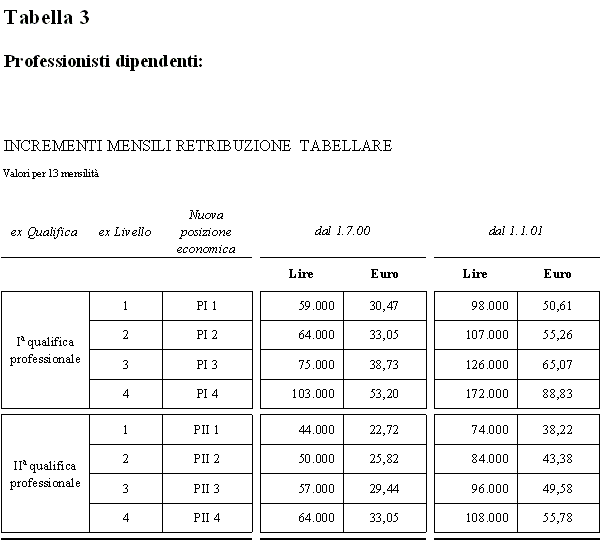 Tabella 3
Professionisti dipendenti:
INCREMENTI MENSILI RETRIBUZIONE TABELLARE
Valori per 13 mensilità
ex Qualifica ex Livello Nuova posizione economica dal 1.7.00 dal 1.1.01
Lire Euro Lire Euro
Iª qualifica professionale
1 PI 1 59.000 30,47 98.000 50,61
2 PI 2 64.000 33,05 107.000 55,26
3 PI 3 75.000 38,73 126.000 65,07
4 PI 4 103.000 53,20 172.000 88,83
IIª qualifica professionale
1 PII 1 44.000 22,72 74.000 38,22
2 PII 2 50.000 25,82 84.000 43,38
3 PII 3 57.000 29,44 96.000 49,58
4 PII 4 64.000 33,05 108.000 55,78